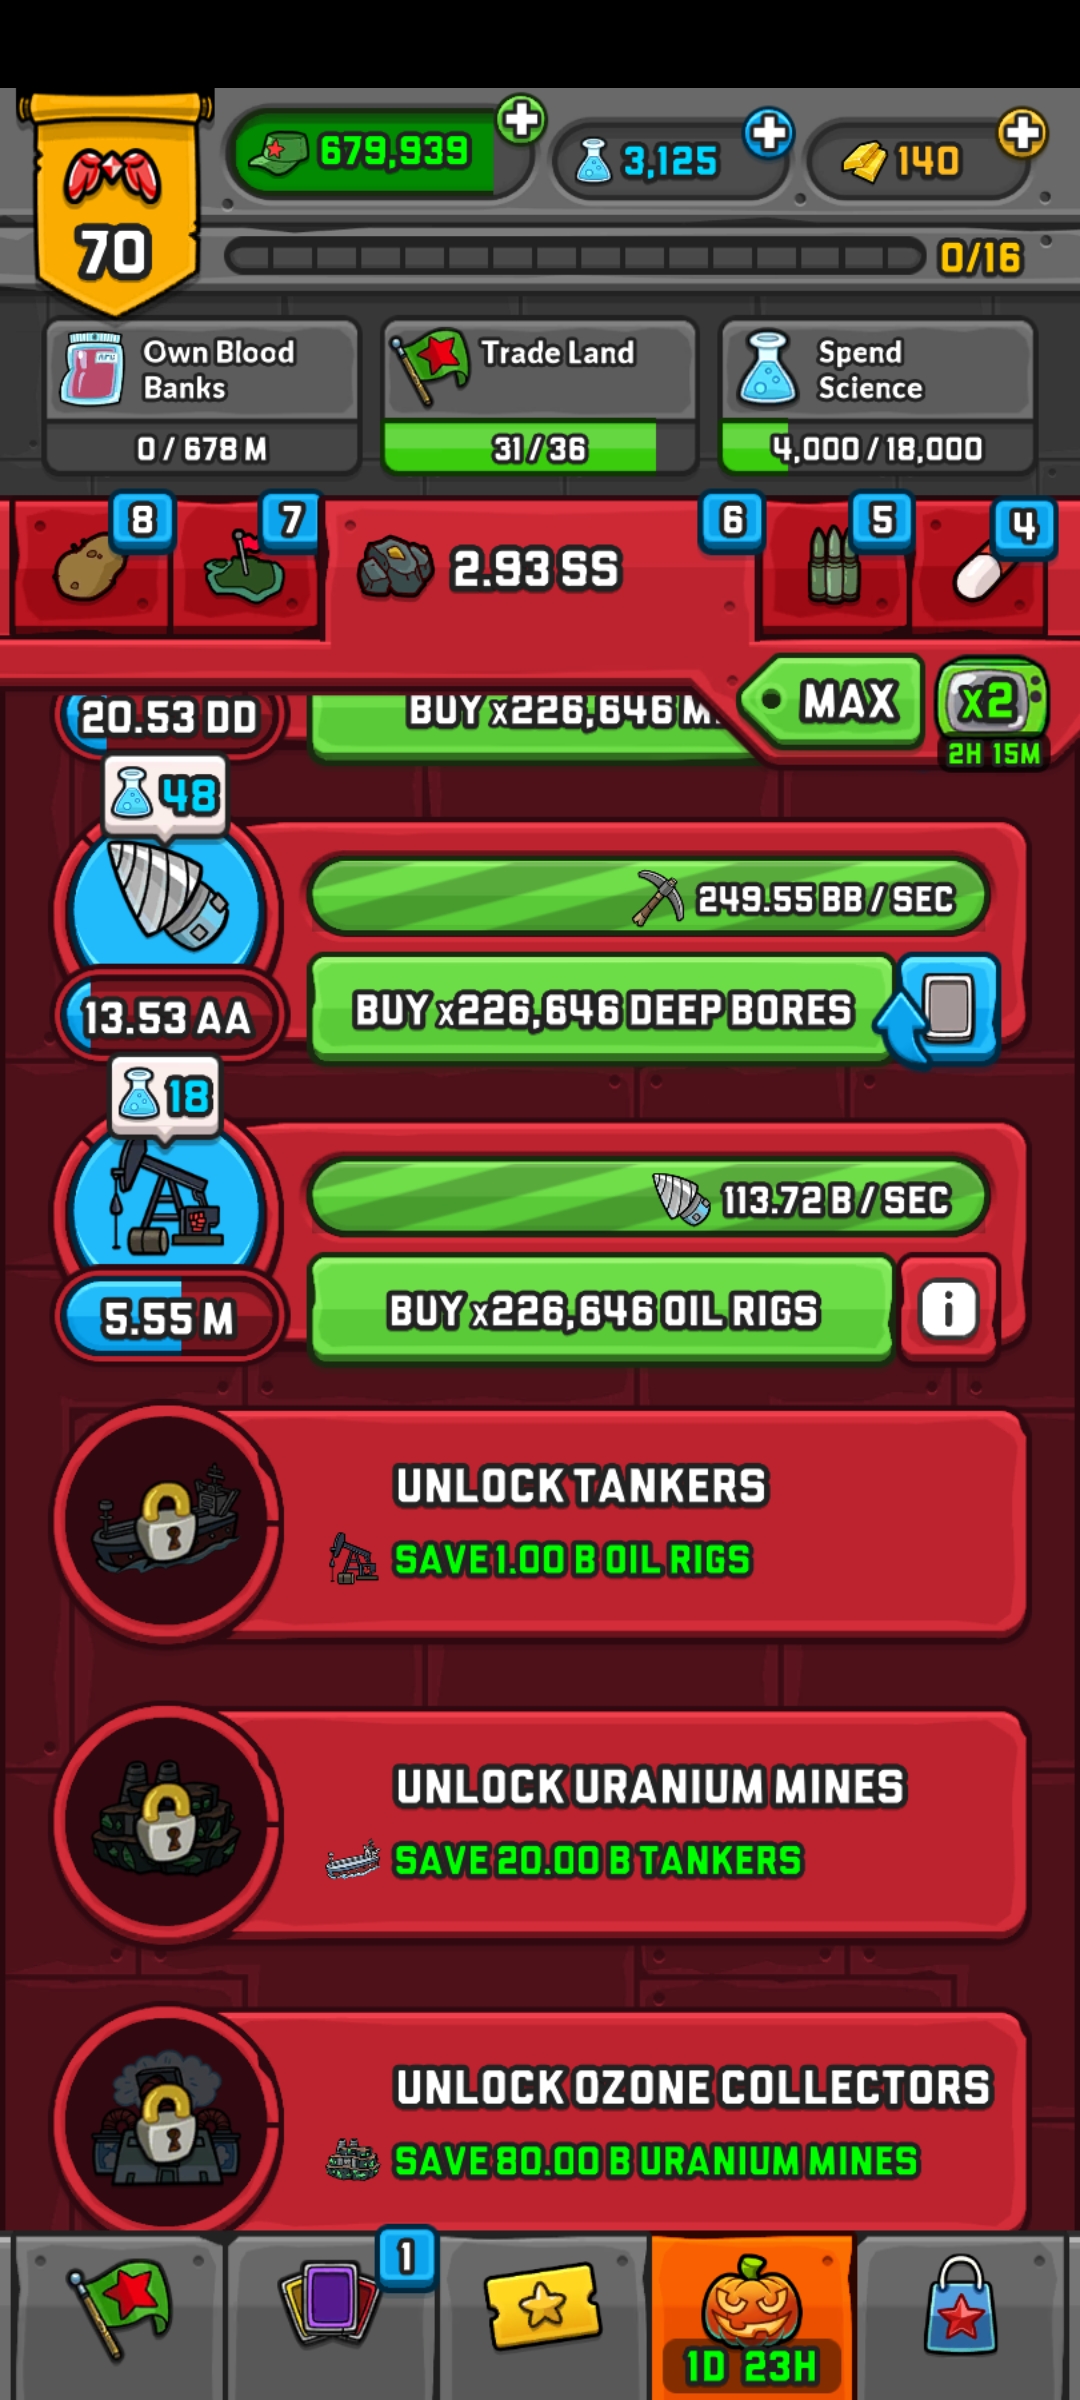 679,939
3,125
140
70
0/16
Own Blood
Banks
0 / 678 M
Trade Land
31 / 36
Spend
Science
4,000 / 18,000
8
7
2.93 SS
6
5
4
MAX
x2
2H 15M
20.53 DD
BUY x226,646 M
48
249.55 BB / SEC
13.53 AA
BUY x226,646 DEEP BORES
18
113.72 B / SEC
5.55 M
BUY x226,646 OIL RIGS
i
UNLOCK TANKERS
SAVE 1.00 B OIL RIGS
UNLOCK URANIUM MINES
SAVE 20.00 B TANKERS
UNLOCK OZONE COLLECTORS
SAVE 80.00 B URANIUM MINES
1
1D 23H